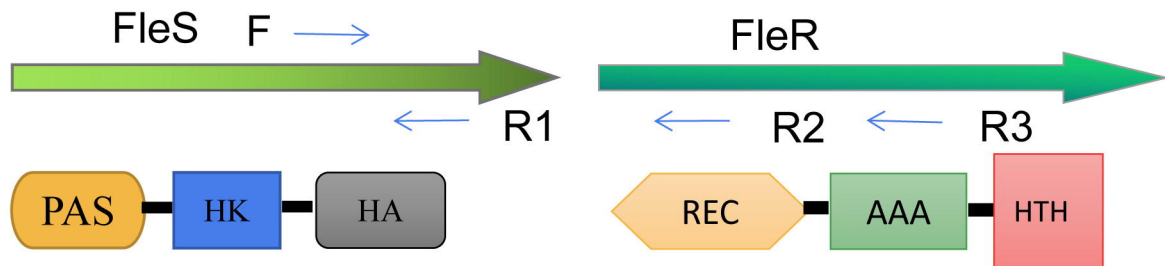 FleS F
FleR
R1
R2
R3
PAS
HK
HA
REC
AAA
HTH